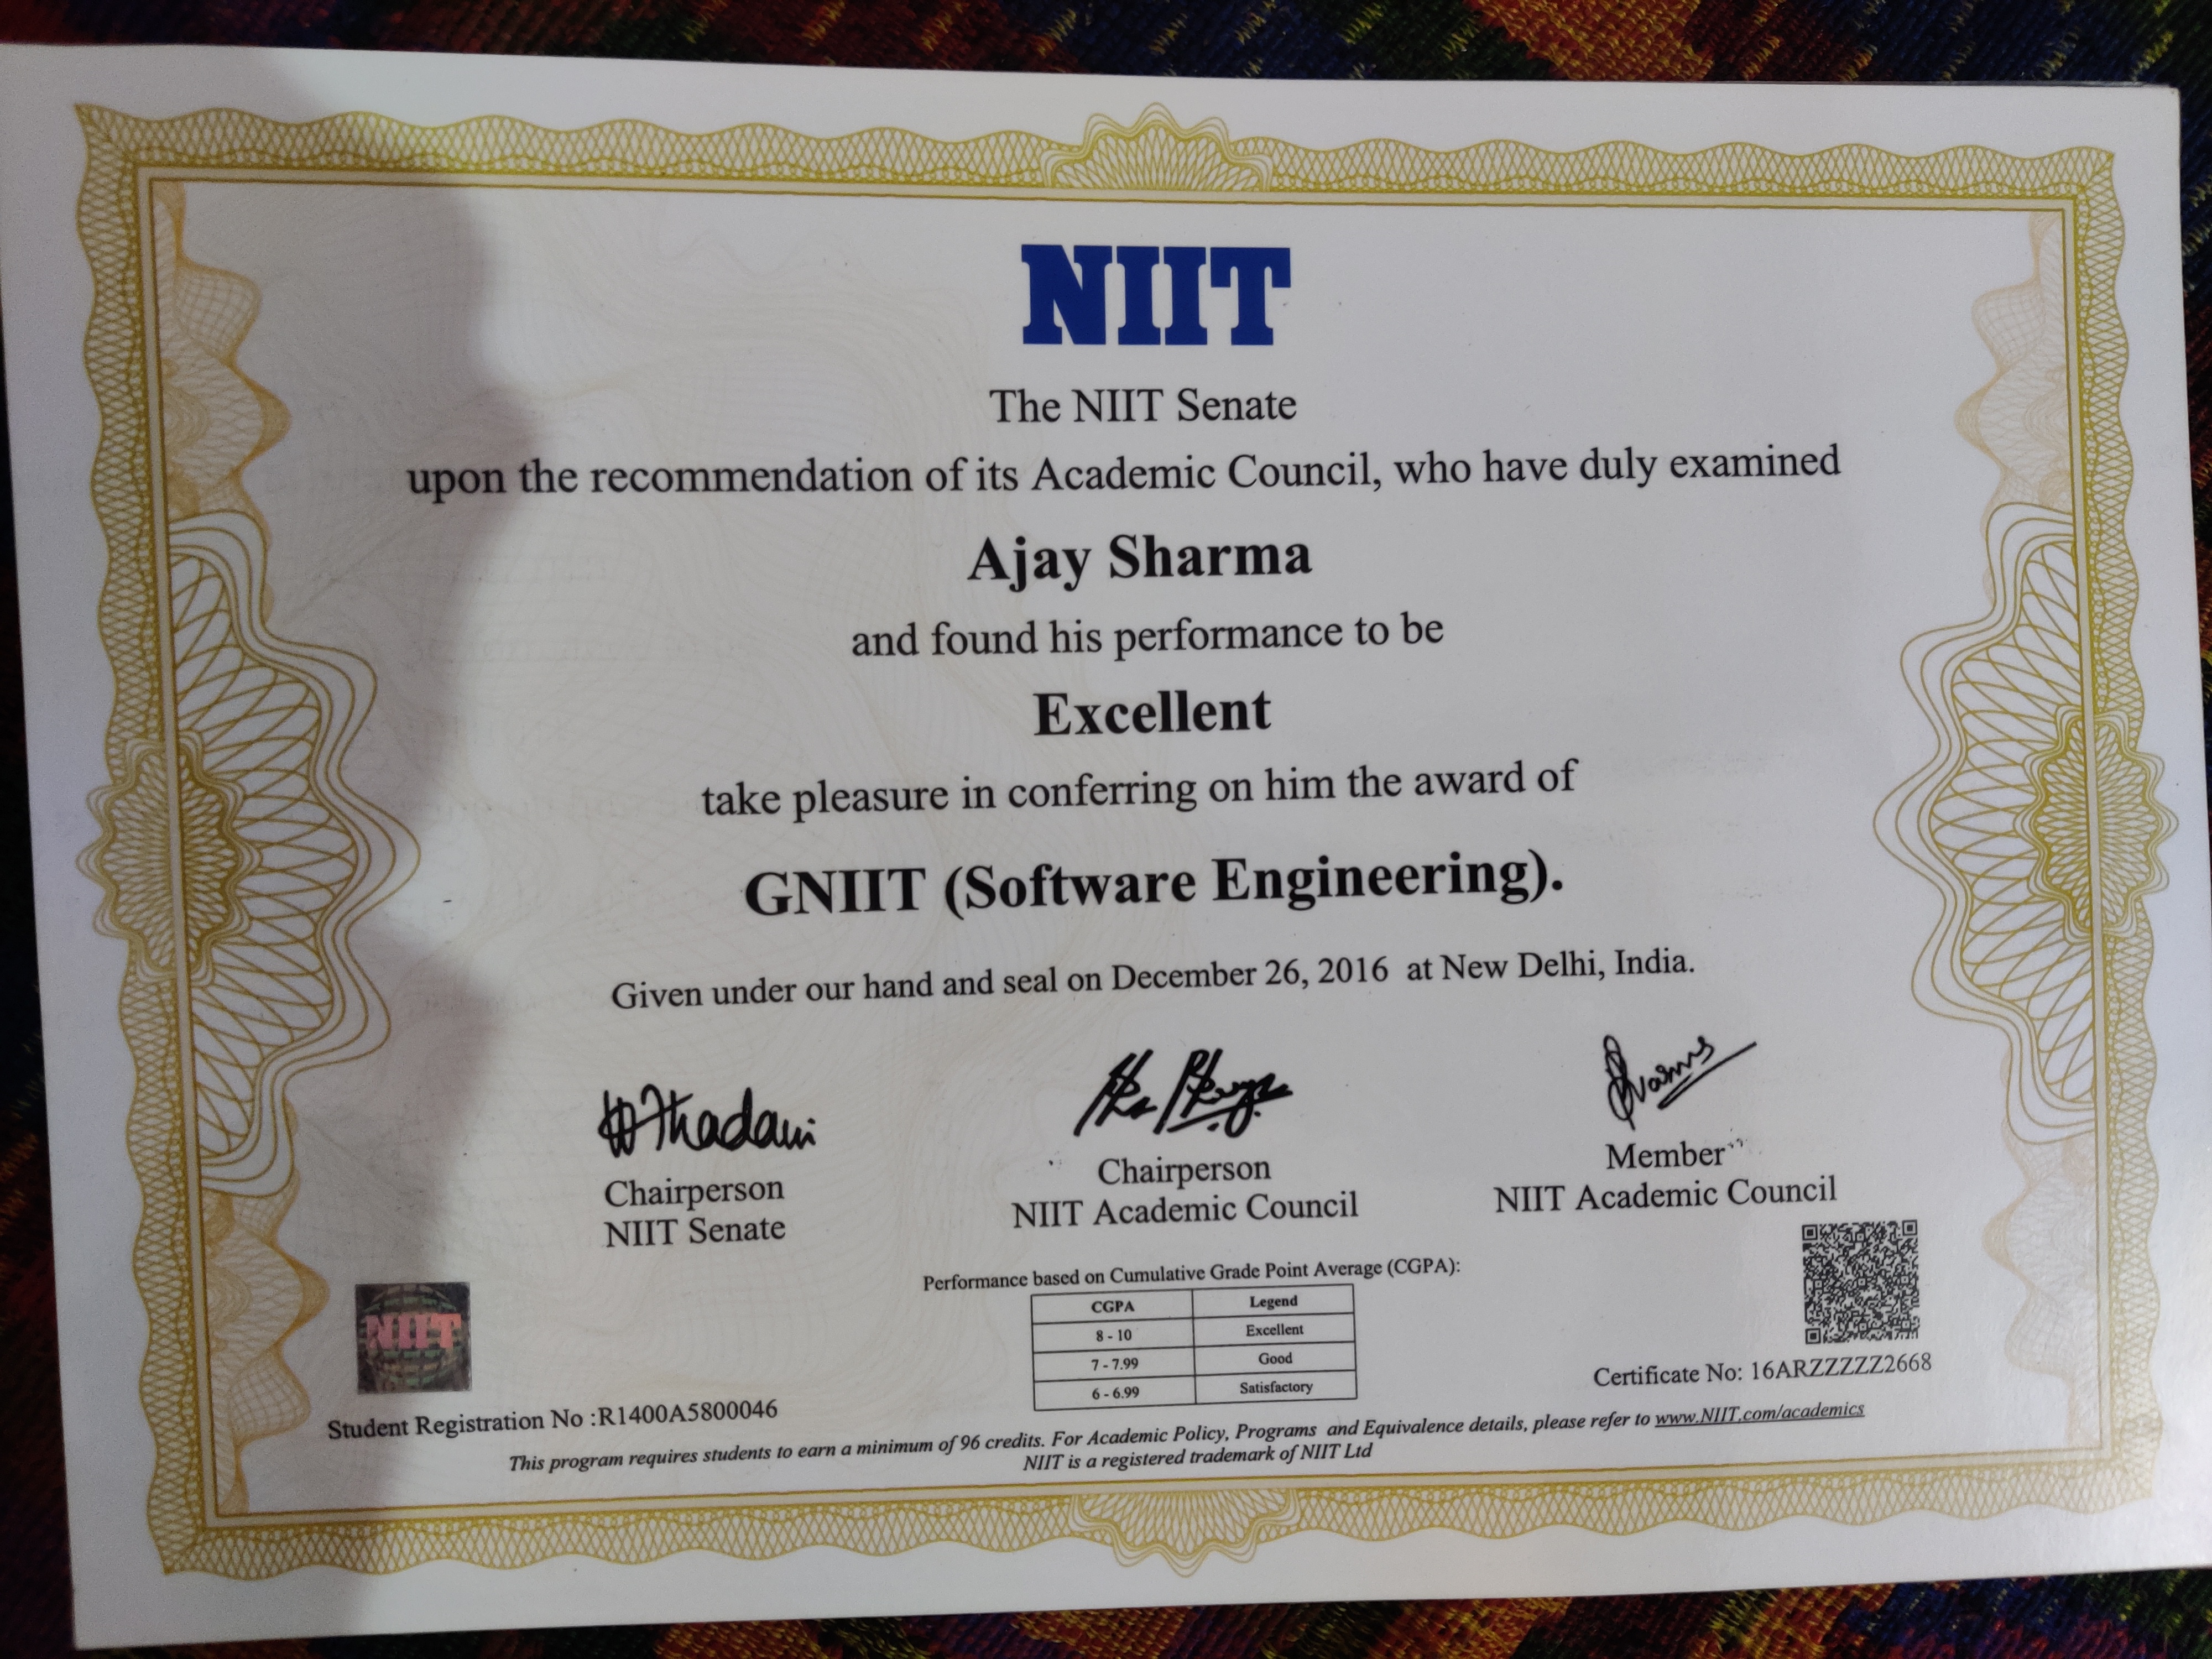 NIIT
The NIIT Senate
upon the recommendation of its Academic Council, who have duly examined
Ajay Sharma
and found his performance to be
Excellent
take pleasure in conferring on him the award of
GNIIT (Software Engineering).
Given under our hand and seal on December 26, 2016 at New Delhi, India.
Chairperson
NIIT Senate
Chairperson
NIIT Academic Council
Member
NIIT Academic Council
Performance based on Cumulative Grade Point Average (CGPA):
CGPA Legend
8 - 10 Excellent
7 - 7.99 Good
6 - 6.99 Satisfactory
NIIT
Certificate No: 16ARZZZZZ2668
Student Registration No :R1400A5800046
This program requires students to earn a minimum of 96 credits. For Academic Policy, Programs and Equivalence details, please refer to www.NIIT.com/academics
NIIT is a registered trademark of NIIT Ltd